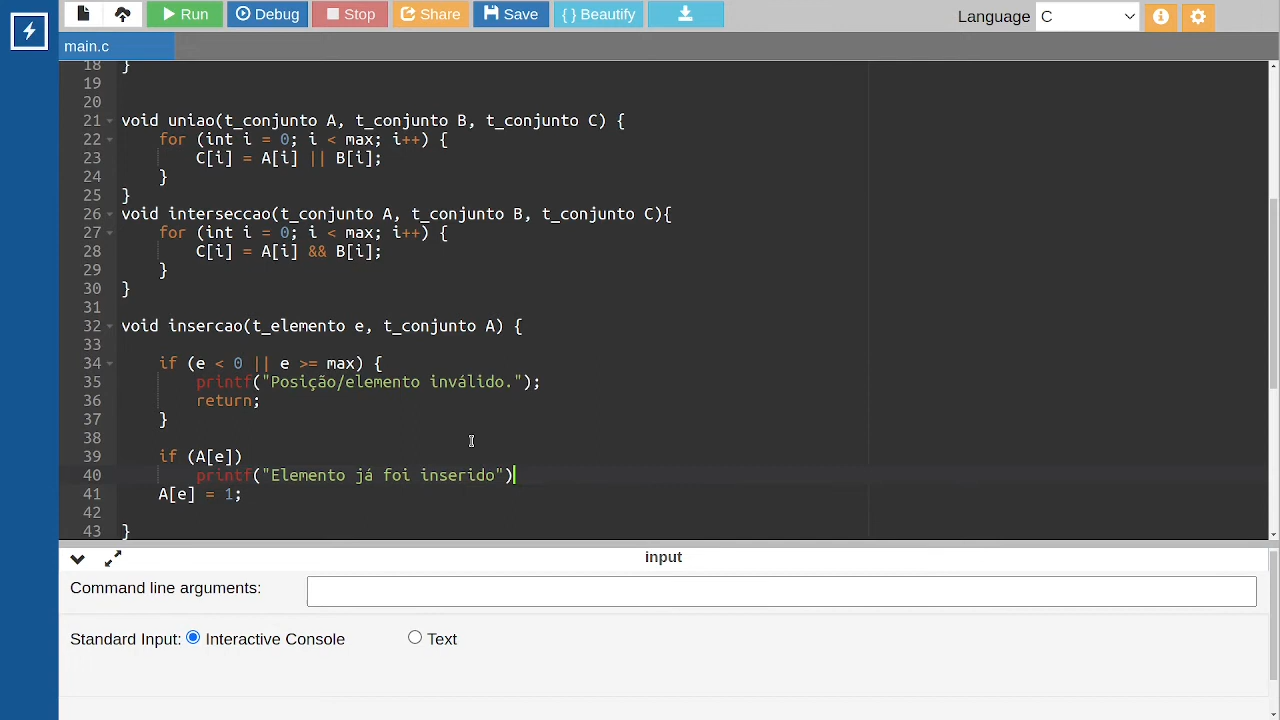 Run Debug Stop Share Save { } Beautify Language C
main.c
18 }
19
20
21 void uniao(t_conjunto A, t_conjunto B, t_conjunto C) {
22 for (int i = 0; i < max; i++) {
23 C[i] = A[i] || B[i];
24 }
25 }
26 void interseccao(t_conjunto A, t_conjunto B, t_conjunto C){
27 for (int i = 0; i < max; i++) {
28 C[i] = A[i] && B[i];
29 }
30 }
31
32 void insercao(t_elemento e, t_conjunto A) {
33
34 if (e < 0 || e >= max) {
35 printf("Posição/elemento inválido.");
36 return;
37 }
38
39 if (A[e])
40 printf("Elemento já foi inserido")
41 A[e] = 1;
42
43 }
input
Command line arguments:
Standard Input: Interactive Console Text